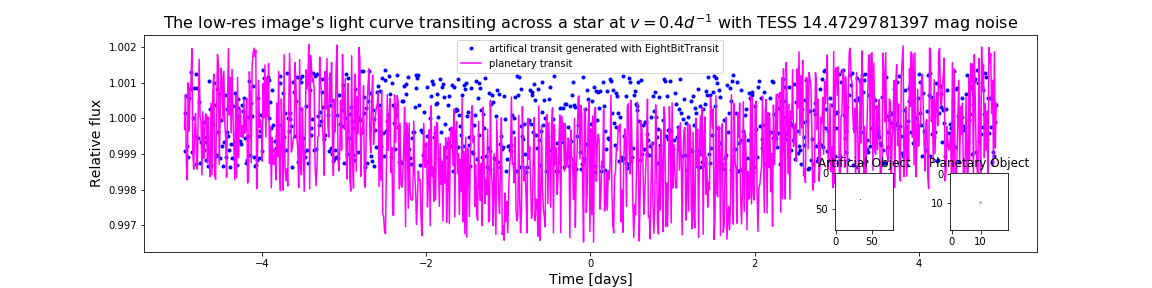 The low-res image's light curve transiting across a star at v = 0.4d⁻¹ with TESS 14.4729781397 mag noise
artifical transit generated with EightBitTransit
planetary transit
1.002
1.001
1.000
0.999
0.998
0.997
Relative flux
Artificial Object
Planetary Object
0
50
0
50
0
10
0
10
−4
−2
0
2
4
Time [days]